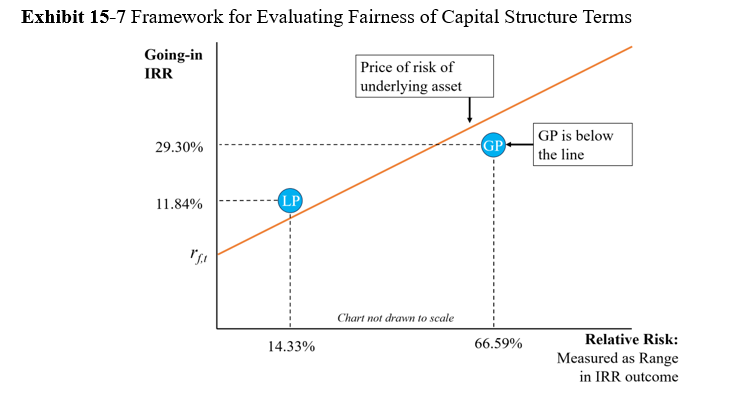 Exhibit 15-7 Framework for Evaluating Fairness of Capital Structure Terms
Going-in
IRR
Price of risk of
underlying asset
29.30%
GP
GP is below
the line
11.84%
LP
rf,t
Chart not drawn to scale
14.33%
66.59%
Relative Risk:
Measured as Range
in IRR outcome